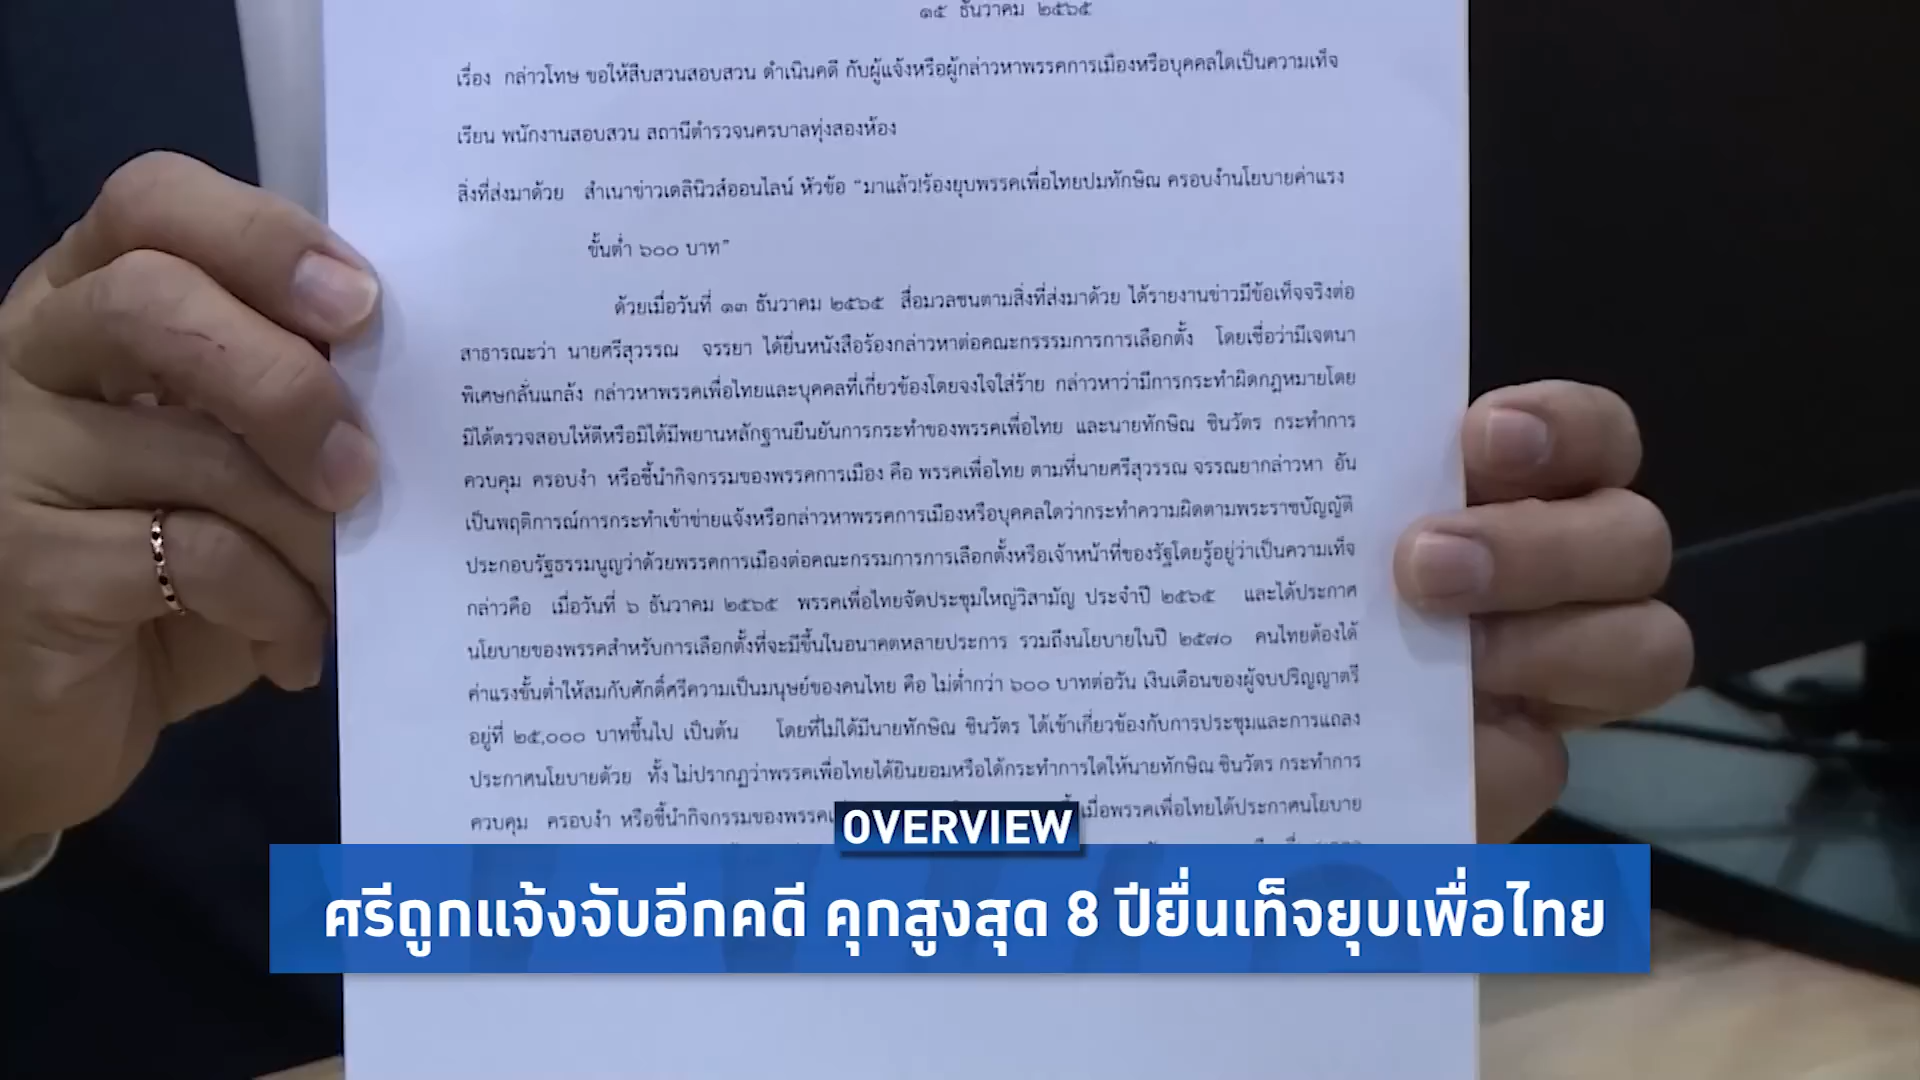 ๑๕ ธันวาคม ๒๕๖๕
เรื่อง กล่าวโทษ ขอให้สืบสวนสอบสวน ดำเนินคดี กับผู้แจ้งหรือผู้กล่าวหาพรรคการเมืองหรือบุคคลใดเป็นความเท็จ
เรียน พนักงานสอบสวน สถานีตำรวจนครบาลทุ่งสองห้อง
สิ่งที่ส่งมาด้วย สำเนาข่าวเดลินิวส์ออนไลน์ หัวข้อ “มาแล้ว!ร้องยุบพรรคเพื่อไทยปมทักษิณ ครอบงำนโยบายค่าแรง
ขั้นต่ำ ๖๐๐ บาท”
ด้วยเมื่อวันที่ ๑๓ ธันวาคม ๒๕๖๕ สื่อมวลชนตามสิ่งที่ส่งมาด้วย ได้รายงานข่าวมีข้อเท็จจริงต่อ
สาธารณะว่า นายศรีสุวรรณ จรรยา ได้ยื่นหนังสือร้องกล่าวหาต่อคณะกรรรมการการเลือกตั้ง โดยเชื่อว่ามีเจตนา
พิเศษกลั่นแกล้ง กล่าวหาพรรคเพื่อไทยและบุคคลที่เกี่ยวข้องโดยจงใจใส่ร้าย กล่าวหาว่ามีการกระทำผิดกฎหมายโดย
มิได้ตรวจสอบให้ดีหรือมิได้มีพยานหลักฐานยืนยันการกระทำของพรรคเพื่อไทย และนายทักษิณ ชินวัตร กระทำการ
ควบคุม ครอบงำ หรือชี้นำกิจกรรมของพรรคการเมือง คือ พรรคเพื่อไทย ตามที่นายศรีสุวรรณ จรรณยากล่าวหา อัน
เป็นพฤติการณ์การกระทำเข้าข่ายแจ้งหรือกล่าวหาพรรคการเมืองหรือบุคคลใดว่ากระทำความผิดตามพระราชบัญญัติ
ประกอบรัฐธรรมนูญว่าด้วยพรรคการเมืองต่อคณะกรรมการการเลือกตั้งหรือเจ้าหน้าที่ของรัฐโดยรู้อยู่ว่าเป็นความเท็จ
กล่าวคือ เมื่อวันที่ ๖ ธันวาคม ๒๕๖๕ พรรคเพื่อไทยจัดประชุมใหญ่วิสามัญ ประจำปี ๒๕๖๕ และได้ประกาศ
นโยบายของพรรคสำหรับการเลือกตั้งที่จะมีขึ้นในอนาคตหลายประการ รวมถึงนโยบายในปี ๒๕๗๐ คนไทยต้องได้
ค่าแรงขั้นต่ำให้สมกับศักดิ์ศรีความเป็นมนุษย์ของคนไทย คือ ไม่ต่ำกว่า ๖๐๐ บาทต่อวัน เงินเดือนของผู้จบปริญญาตรี
อยู่ที่ ๒๕,๐๐๐ บาทขึ้นไป เป็นต้น โดยที่ไม่ได้มีนายทักษิณ ชินวัตร ได้เข้าเกี่ยวข้องกับการประชุมและการแถลง
ประกาศนโยบายด้วย ทั้ง ไม่ปรากฏว่าพรรคเพื่อไทยได้ยินยอมหรือได้กระทำการใดให้นายทักษิณ ชินวัตร กระทำการ
ควบคุม ครอบงำ หรือชี้นำกิจกรรมของพรรค เมื่อพรรคเพื่อไทยได้ประกาศนโยบาย
OVERVIEW
ศรีถูกแจ้งจับอีกคดี คุกสูงสุด 8 ปียื่นเท็จยุบเพื่อไทย